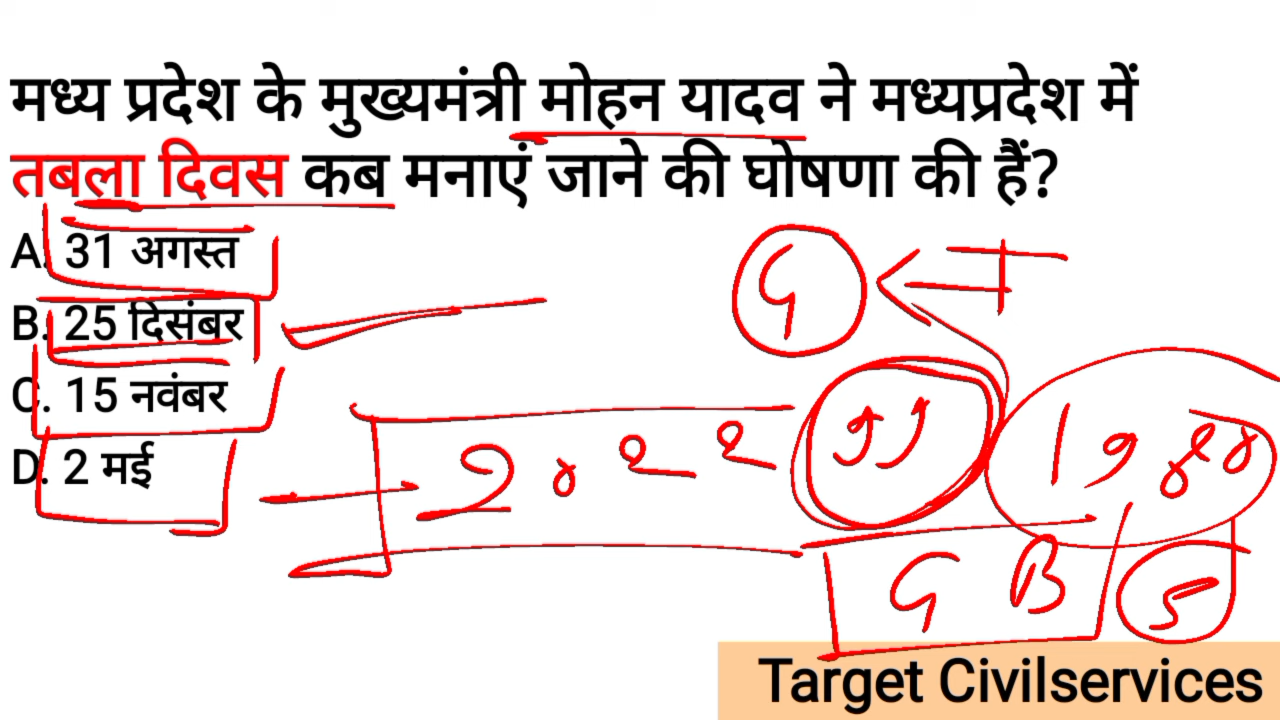 मध्य प्रदेश के मुख्यमंत्री मोहन यादव ने मध्यप्रदेश में
तबला दिवस कब मनाएं जाने की घोषणा की हैं?
A. 31 अगस्त
B. 25 दिसंबर
C. 15 नवंबर
D. 2 मई
G B
5
Target Civilservices